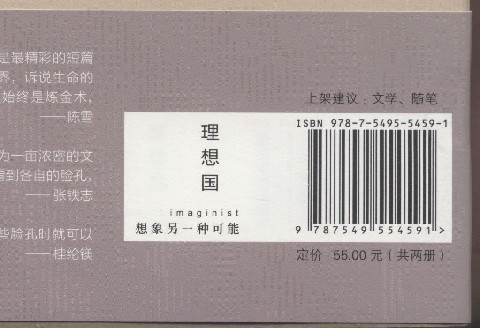 是最精彩的短篇
界，诉说生命的
始终是炼金术，
——陈雪
为一亩浓密的文
看到各自的脸孔，
——张铁志
些脸孔时就可以
——桂纶镁
理想国
imaginist
想象另一种可能
上架建议：文学、随笔
ISBN 978-7-5495-5459-1
9 787549 554591 >
定价 55.00 元（共两册）